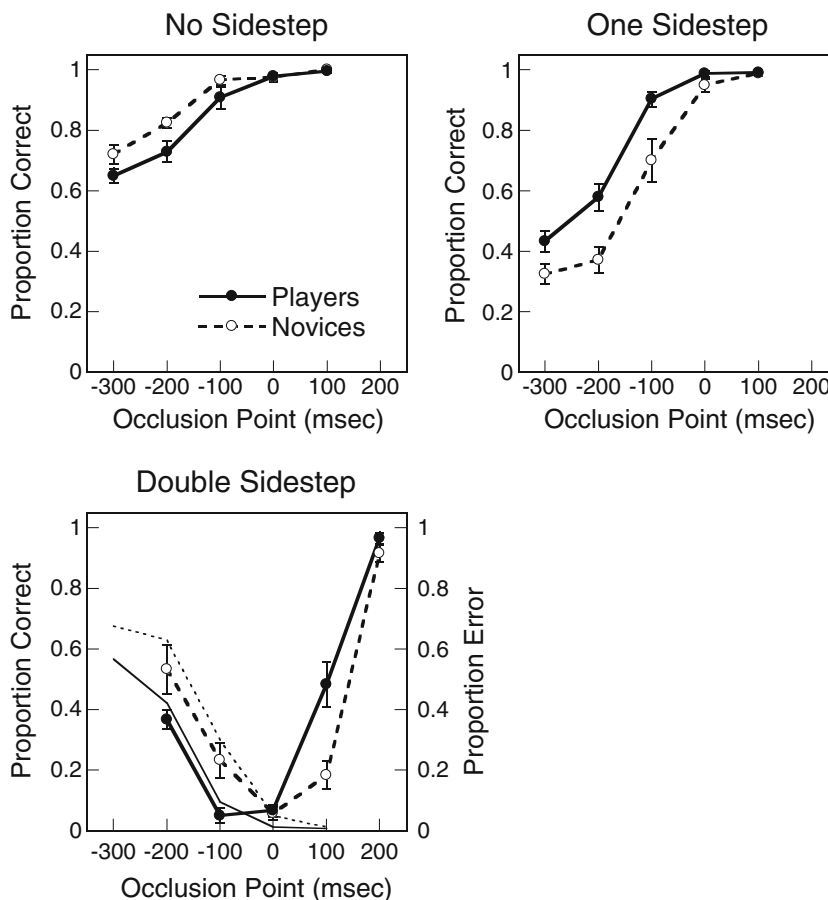 No Sidestep
1
0.8
0.6
0.4
0.2
0
Proportion Correct
Players
Novices
-300 -200 -100 0 100 200
Occlusion Point (msec)
One Sidestep
1
0.8
0.6
0.4
0.2
0
Proportion Correct
-300 -200 -100 0 100 200
Occlusion Point (msec)
Double Sidestep
1
0.8
0.6
0.4
0.2
0
Proportion Correct
1
0.8
0.6
0.4
0.2
0
Proportion Error
-300 -200 -100 0 100 200
Occlusion Point (msec)